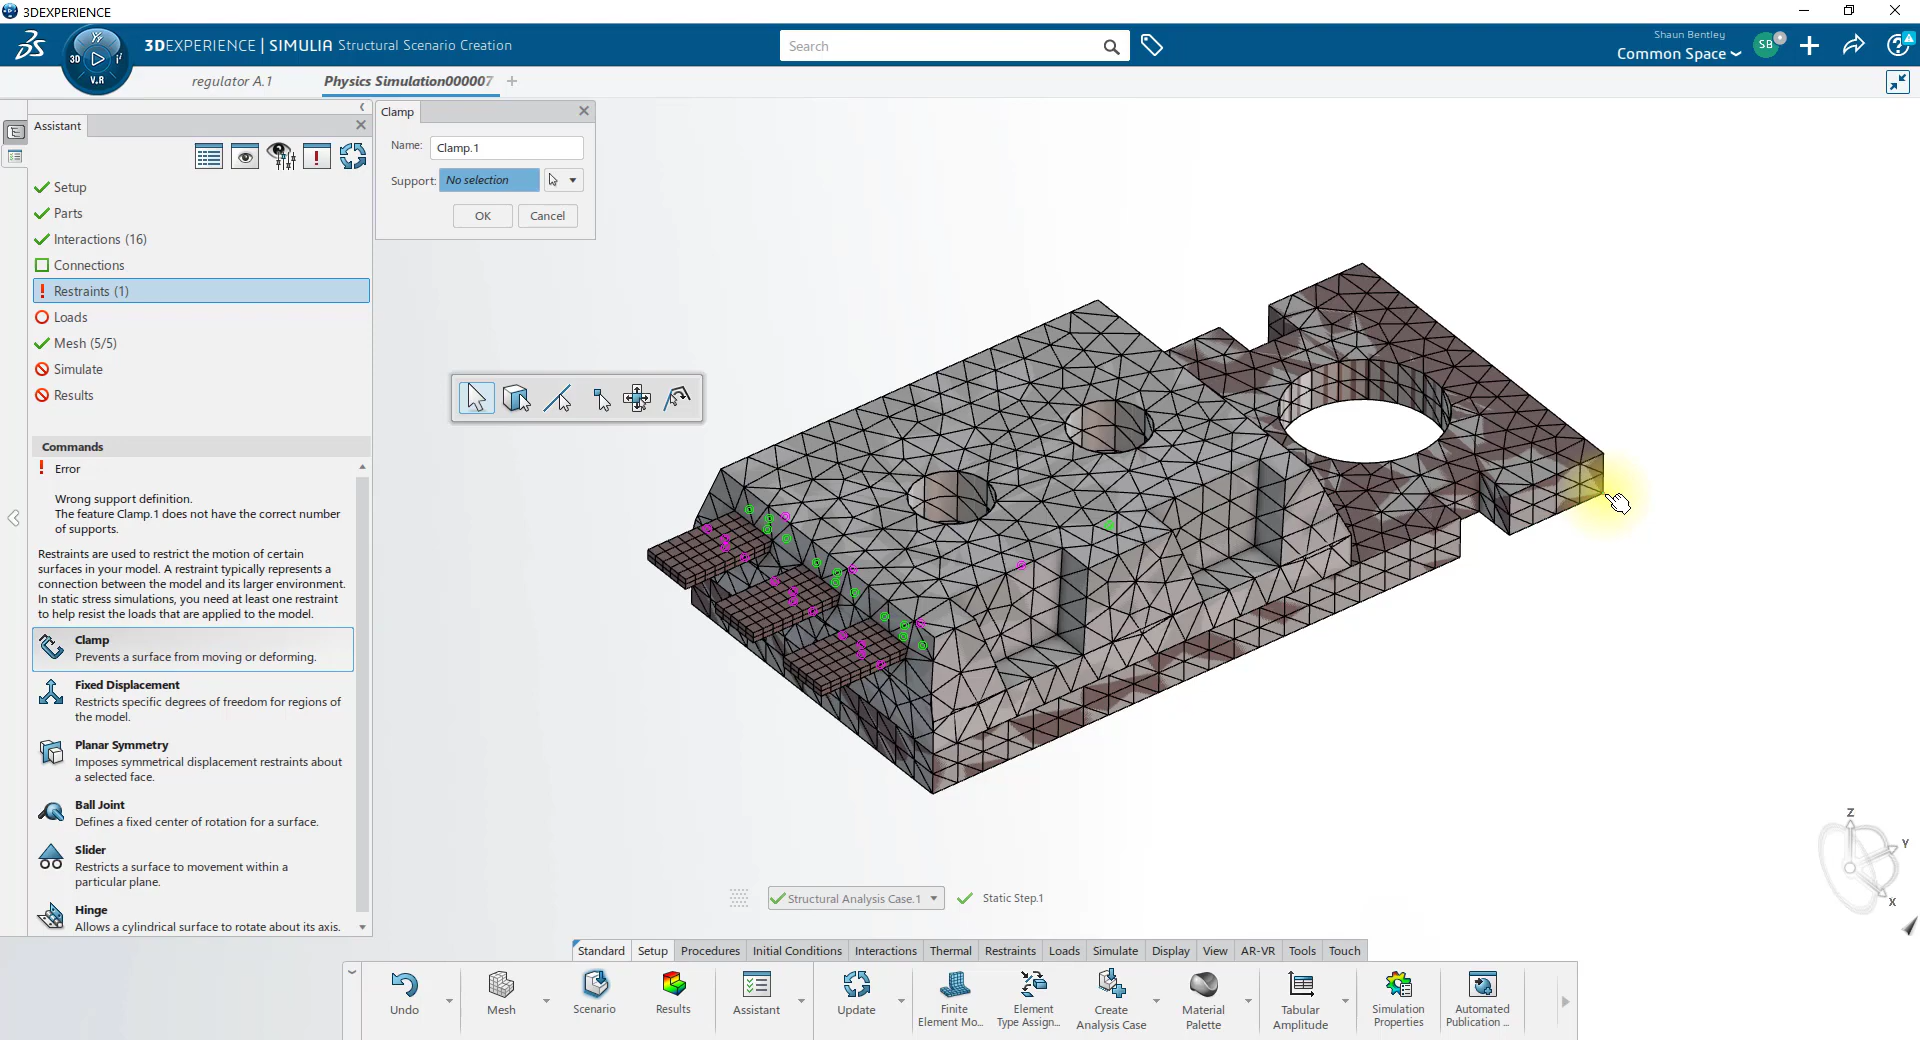 3DEXPERIENCE
3DEXPERIENCE | SIMULIA Structural Scenario Creation
Search
Shaun Bentley
Common Space
SB
3D
V.R
regulator A.1
Physics Simulation000007
Assistant
Setup
Parts
Interactions (16)
Connections
Restraints (1)
Loads
Mesh (5/5)
Simulate
Results
Commands
Error
Wrong support definition.
The feature Clamp.1 does not have the correct number
of supports.
Restraints are used to restrict the motion of certain
surfaces in your model. A restraint typically represents a
connection between the model and its larger environment.
In static stress simulations, you need at least one restraint
to help resist the loads that are applied to the model.
Clamp
Prevents a surface from moving or deforming.
Fixed Displacement
Restricts specific degrees of freedom for regions of
the model.
Planar Symmetry
Imposes symmetrical displacement restraints about
a selected face.
Ball Joint
Defines a fixed center of rotation for a surface.
Slider
Restricts a surface to movement within a
particular plane.
Hinge
Allows a cylindrical surface to rotate about its axis.
Clamp
Name: Clamp.1
Support: No selection
OK Cancel
Z
Y
X
Structural Analysis Case.1
Static Step.1
Standard Setup Procedures Initial Conditions Interactions Thermal Restraints Loads Simulate Display View AR-VR Tools Touch
Undo
Mesh
Scenario
Results
Assistant
Update
Finite
Element Mo...
Element
Type Assign...
Create
Analysis Case
Material
Palette
Tabular
Amplitude
Simulation
Properties
Automated
Publication ...